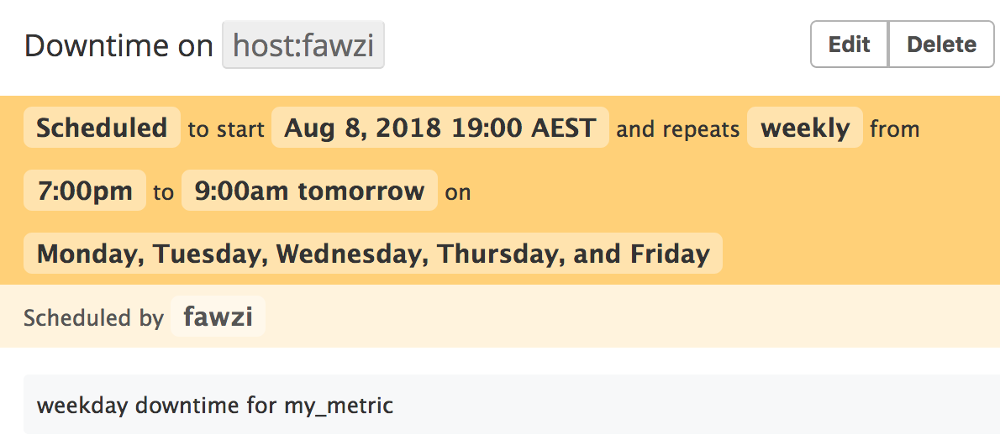 Downtime on host:fawzi Edit Delete
Scheduled to start Aug 8, 2018 19:00 AEST and repeats weekly from
7:00pm to 9:00am tomorrow on
Monday, Tuesday, Wednesday, Thursday, and Friday
Scheduled by fawzi
weekday downtime for my_metric